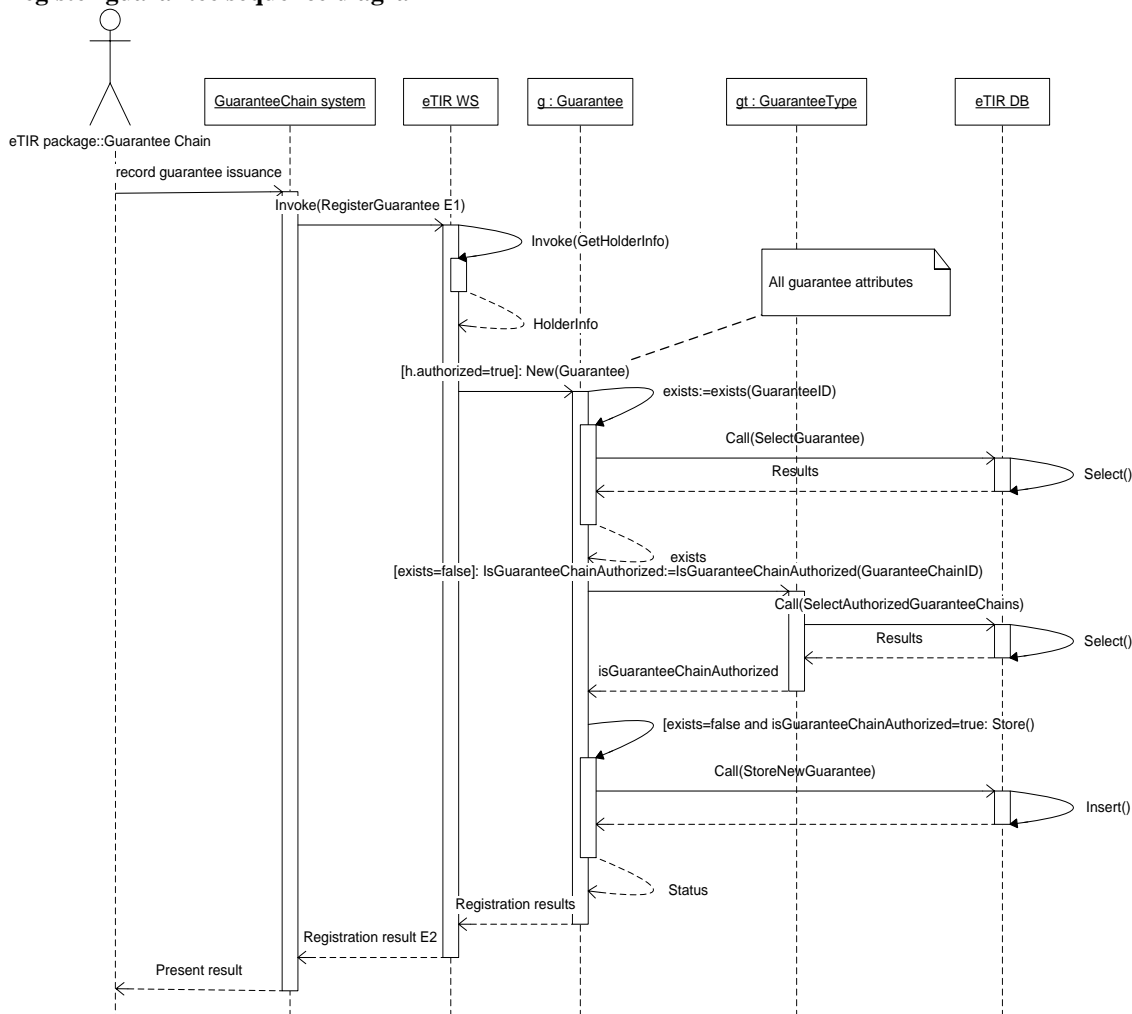 GuaranteeChain system
eTIR WS
g : Guarantee
gt : GuaranteeType
eTIR DB
eTIR package::Guarantee Chain
record guarantee issuance
Invoke(RegisterGuarantee E1)
Invoke(GetHolderInfo)
All guarantee attributes
HolderInfo
[h.authorized=true]: New(Guarantee)
exists:=exists(GuaranteeID)
Call(SelectGuarantee)
Results
Select()
exists
[exists=false]: IsGuaranteeChainAuthorized:=IsGuaranteeChainAuthorized(GuaranteeChainID)
Call(SelectAuthorizedGuaranteeChains)
Results
Select()
isGuaranteeChainAuthorized
[exists=false and isGuaranteeChainAuthorized=true: Store()
Call(StoreNewGuarantee)
Insert()
Status
Registration results
Registration result E2
Present result